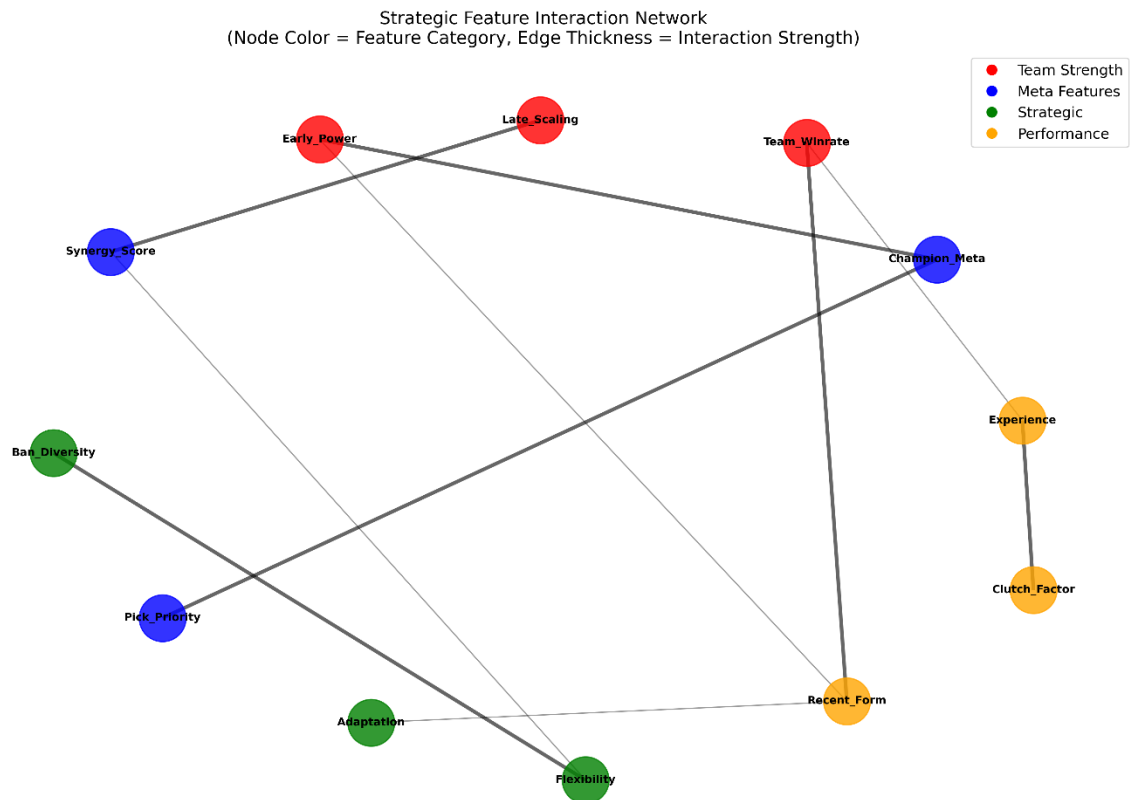 Strategic Feature Interaction Network
(Node Color = Feature Category, Edge Thickness = Interaction Strength)
Team Strength
Meta Features
Strategic
Performance
Late_Scaling
Early_Power
Team_Winrate
Synergy_Score
Champion_Meta
Experience
Ban_Diversity
Clutch_Factor
Pick_Priority
Recent_Form
Adaptation
Flexibility